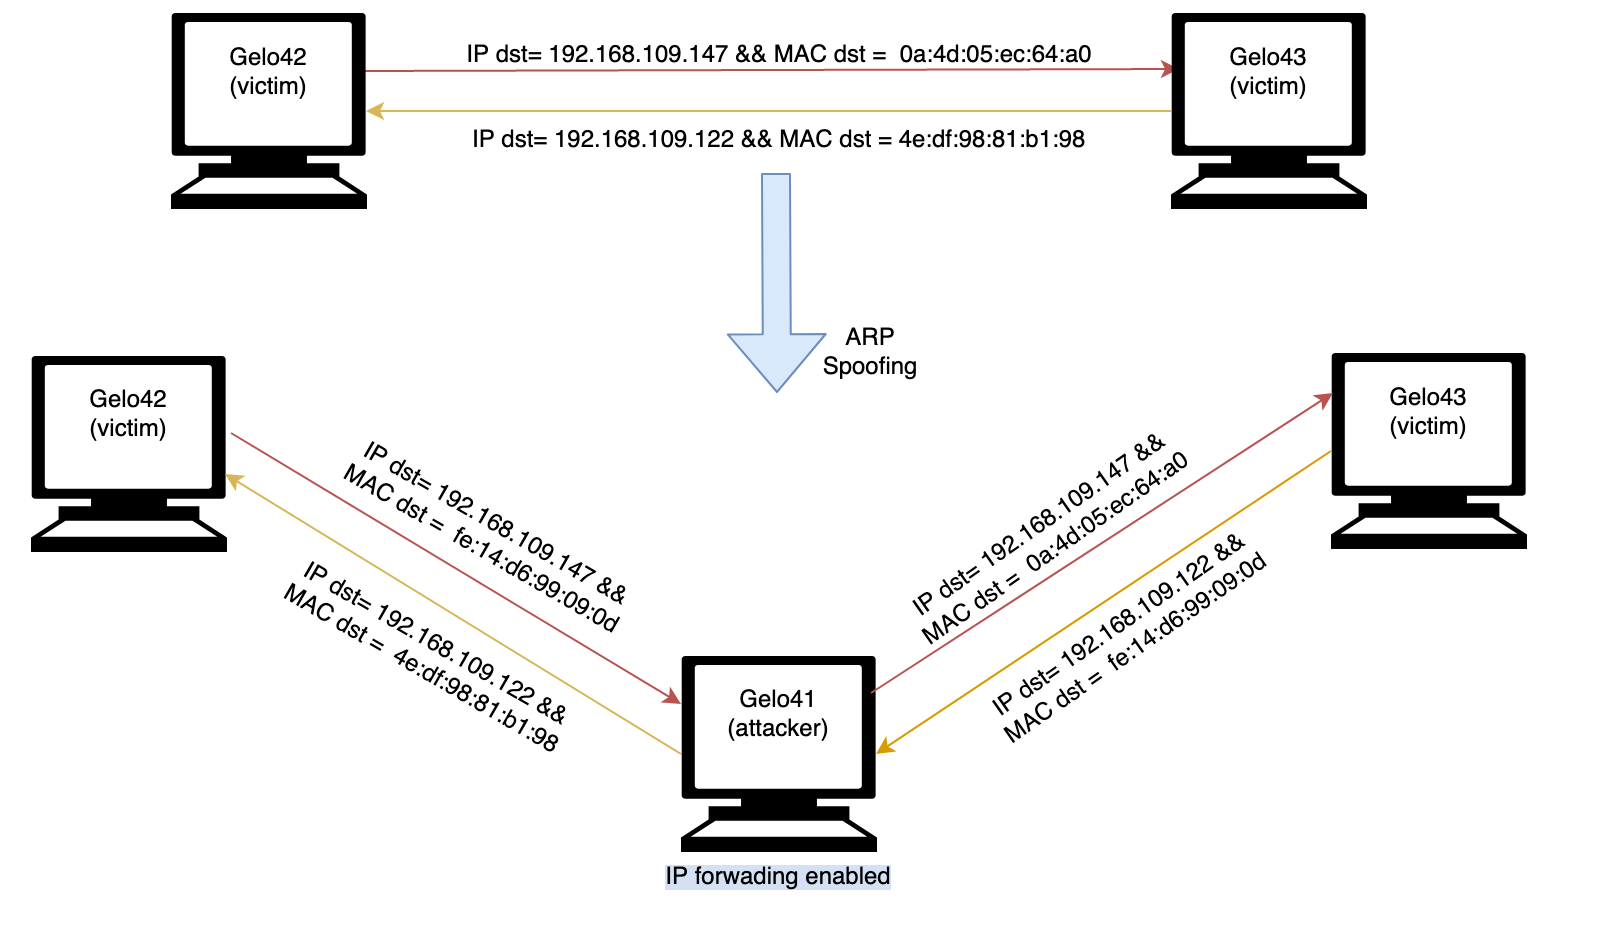 Gelo42
(victim)
IP dst= 192.168.109.147 && MAC dst =  0a:4d:05:ec:64:a0
Gelo43
(victim)
IP dst= 192.168.109.122 && MAC dst = 4e:df:98:81:b1:98
ARP
Spoofing
Gelo42
(victim)
Gelo43
(victim)
IP dst= 192.168.109.147 &&
MAC dst =  fe:14:d6:99:09:0d
IP dst= 192.168.109.122 &&
MAC dst =  4e:df:98:81:b1:98
IP dst= 192.168.109.147 &&
MAC dst =  0a:4d:05:ec:64:a0
IP dst= 192.168.109.122 &&
MAC dst =  fe:14:d6:99:09:0d
Gelo41
(attacker)
IP forwading enabled